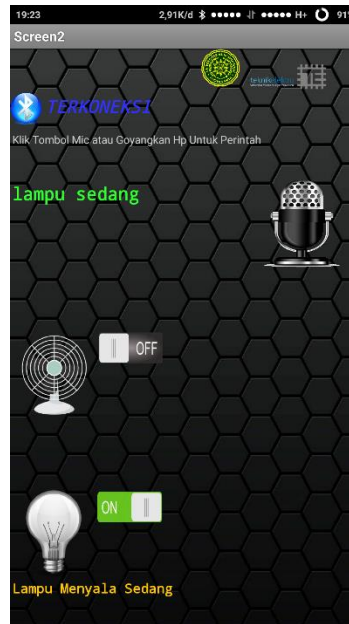 19:23 2,91K/d H+ 91
Screen2
TERKONEKSI
Klik Tombol Mic atau Goyangkan Hp Untuk Perintah
lampu sedang
OFF
ON
Lampu Menyala Sedang